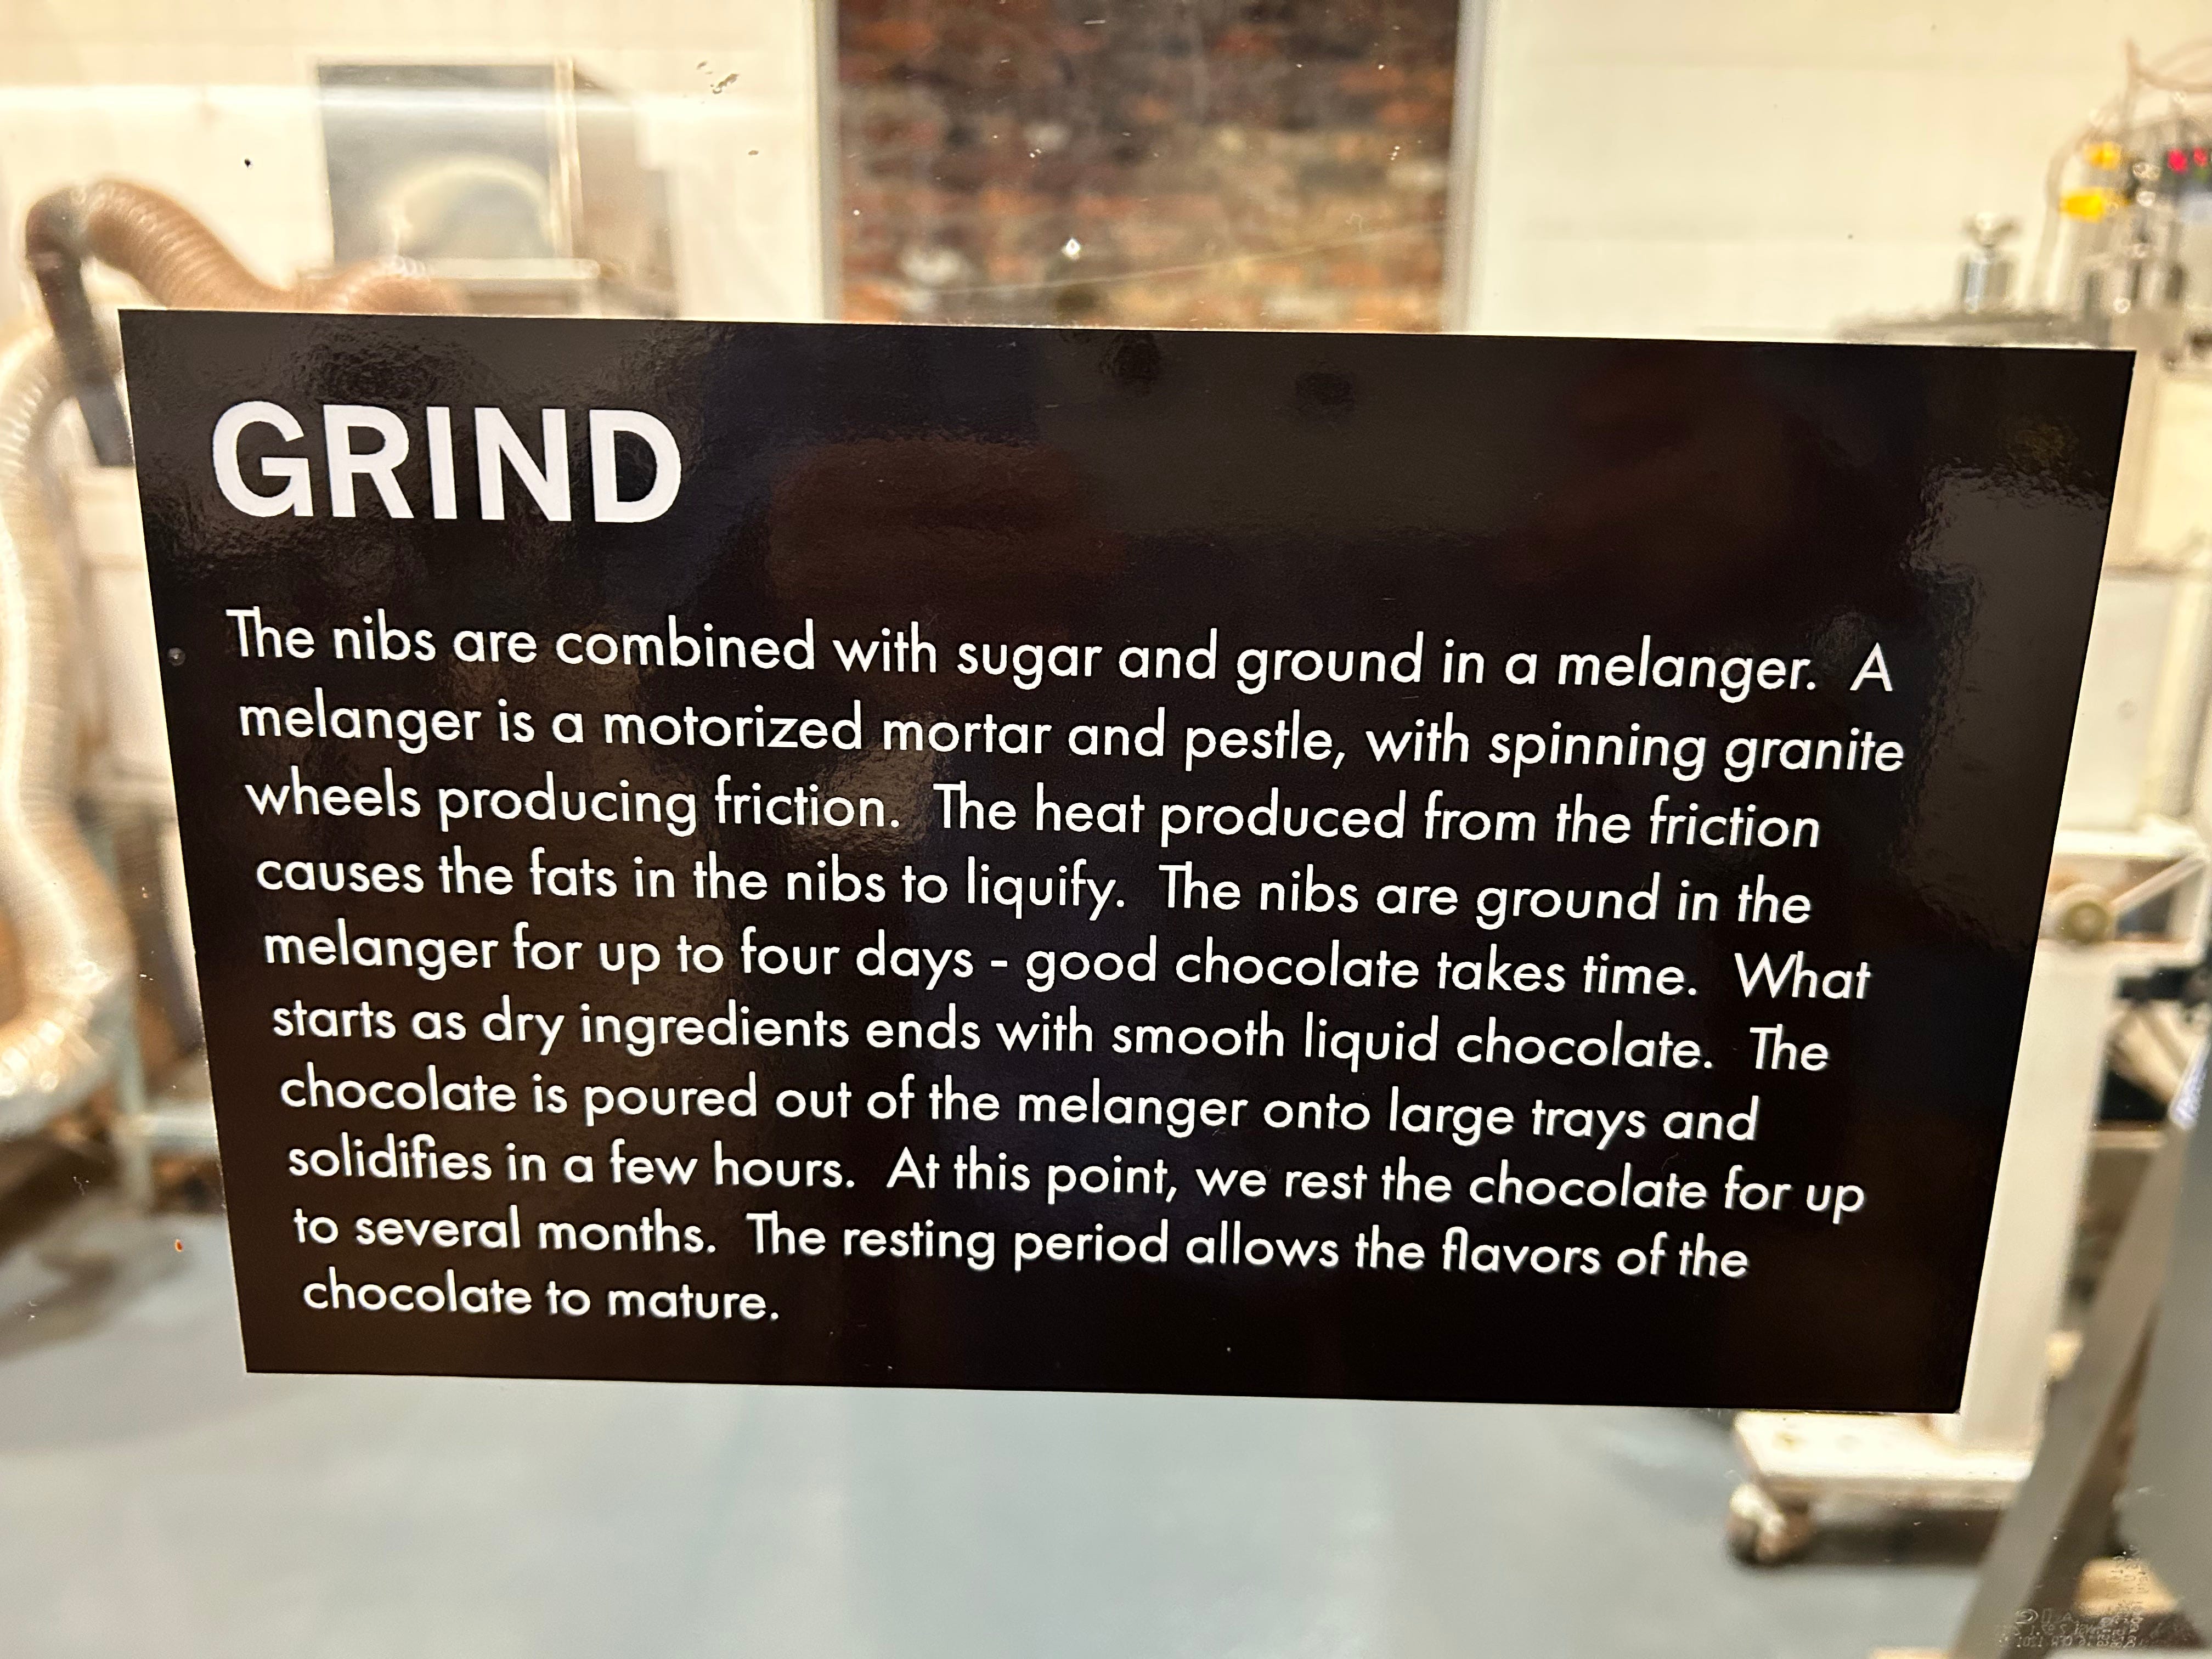 GRIND
The nibs are combined with sugar and ground in a melanger.  A
melanger is a motorized mortar and pestle, with spinning granite
wheels producing friction.  The heat produced from the friction
causes the fats in the nibs to liquify.  The nibs are ground in the
melanger for up to four days - good chocolate takes time.  What
starts as dry ingredients ends with smooth liquid chocolate.  The
chocolate is poured out of the melanger onto large trays and
solidifies in a few hours.  At this point, we rest the chocolate for up
to several months.  The resting period allows the flavors of the
chocolate to mature.